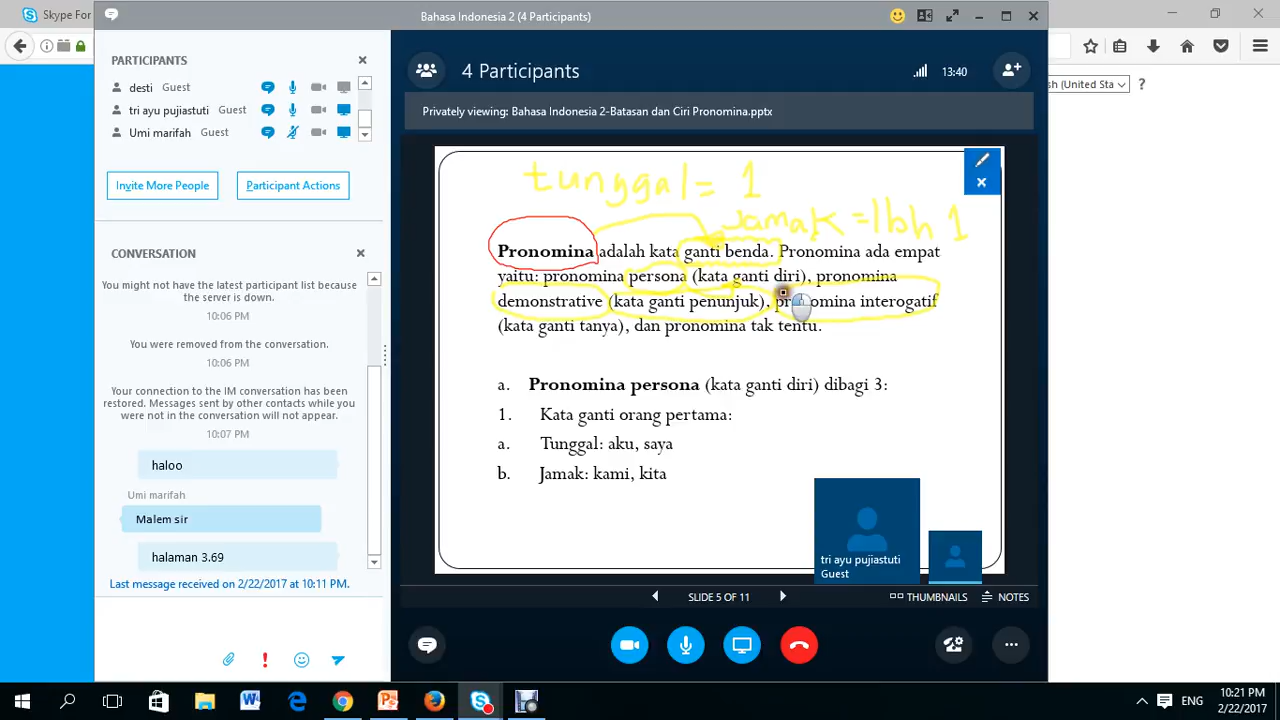 Skype For
Bahasa Indonesia 2 (4 Participants)
PARTICIPANTS
desti Guest
tri ayu pujiastuti Guest
Umi marifah Guest
Invite More People
Participant Actions
CONVERSATION
You might not have the latest participant list because
the server is down.
10:06 PM
You were removed from the conversation.
10:06 PM
Your connection to the IM conversation has been
restored. Messages sent by other contacts while you
were not in the conversation will not appear.
10:07 PM
haloo
Umi marifah
Malem sir
halaman 3.69
Last message received on 2/22/2017 at 10:11 PM.
4 Participants
13:40
Privately viewing: Bahasa Indonesia 2-Batasan dan Ciri Pronomina.pptx
tunggal = 1
Jamak = lbh 1
Pronomina adalah kata ganti benda. Pronomina ada empat
yaitu: pronomina persona (kata ganti diri), pronomina
demonstrative (kata ganti penunjuk), pronomina interogatif
(kata ganti tanya), dan pronomina tak tentu.
a. Pronomina persona (kata ganti diri) dibagi 3:
1. Kata ganti orang pertama:
a. Tunggal: aku, saya
b. Jamak: kami, kita
tri ayu pujiastuti
Guest
SLIDE 5 OF 11
THUMBNAILS
NOTES
sh (United Sta
?
ENG
10:21 PM
2/22/2017